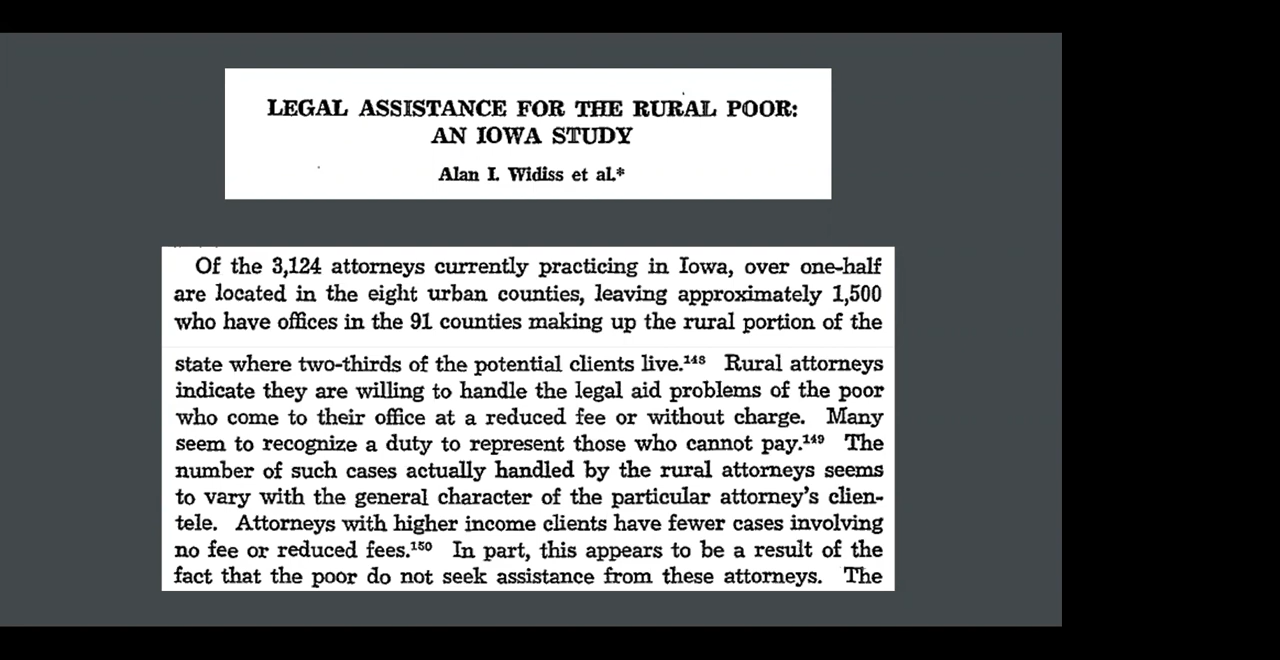 LEGAL ASSISTANCE FOR THE RURAL POOR:
AN IOWA STUDY
Alan I. Widiss et al.*
Of the 3,124 attorneys currently practicing in Iowa, over one-half
are located in the eight urban counties, leaving approximately 1,500
who have offices in the 91 counties making up the rural portion of the
state where two-thirds of the potential clients live.¹⁴⁸ Rural attorneys
indicate they are willing to handle the legal aid problems of the poor
who come to their office at a reduced fee or without charge. Many
seem to recognize a duty to represent those who cannot pay.¹⁴⁹ The
number of such cases actually handled by the rural attorneys seems
to vary with the general character of the particular attorney's clien-
tele. Attorneys with higher income clients have fewer cases involving
no fee or reduced fees.¹⁵⁰ In part, this appears to be a result of the
fact that the poor do not seek assistance from these attorneys. The